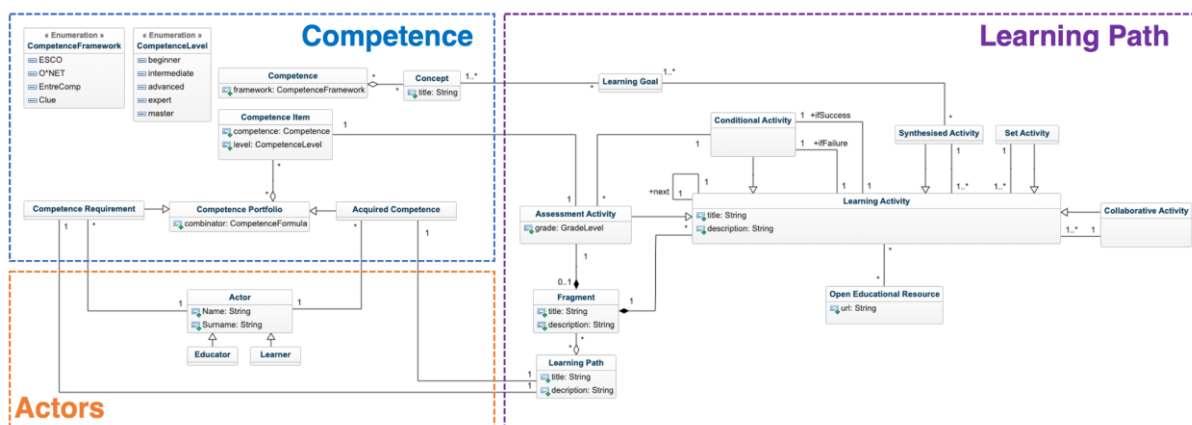 Competence
Learning Path
« Enumeration »
CompetenceFramework
ESCO
O*NET
EntreComp
Clue
« Enumeration »
CompetenceLevel
beginner
intermediate
advanced
expert
master
Competence
framework: CompetenceFramework
*
*
Concept
title: String
1..*
*
Learning Goal
1..*
*
Competence Item
competence: Competence
level: CompetenceLevel
1
1
*
*
Competence Requirement
Competence Portfolio
combinator: CompetenceFormula
Acquired Competence
1
*
*
1
Conditional Activity
1
*
1
+ifSuccess
1
+ifFailure
1
1
Synthesised Activity
*
1
1..*
Set Activity
1
1..*
+next
1
1
Learning Activity
title: String
description: String
*
*
Assessment Activity
grade: GradeLevel
1
0..1
Collaborative Activity
1..*
1
Actor
Name: String
Surname: String
1
1
Educator
Learner
Fragment
title: String
description: String
1
*
*
Open Educational Resource
url: String
*
Learning Path
title: String
decription: String
1
1
Actors